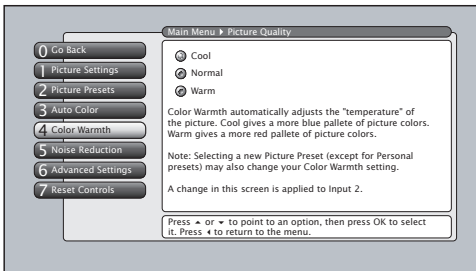 Main Menu ▶ Picture Quality
0 Go Back
1 Picture Settings
2 Picture Presets
3 Auto Color
4 Color Warmth
5 Noise Reduction
6 Advanced Settings
7 Reset Controls
Cool
Normal
Warm
Color Warmth automatically adjusts the "temperature" of
the picture. Cool gives a more blue pallete of picture colors.
Warm gives a more red pallete of picture colors.
Note: Selecting a new Picture Preset (except for Personal
presets) may also change your Color Warmth setting.
A change in this screen is applied to Input 2.
Press ▲ or ▼ to point to an option, then press OK to select
it. Press ◀ to return to the menu.